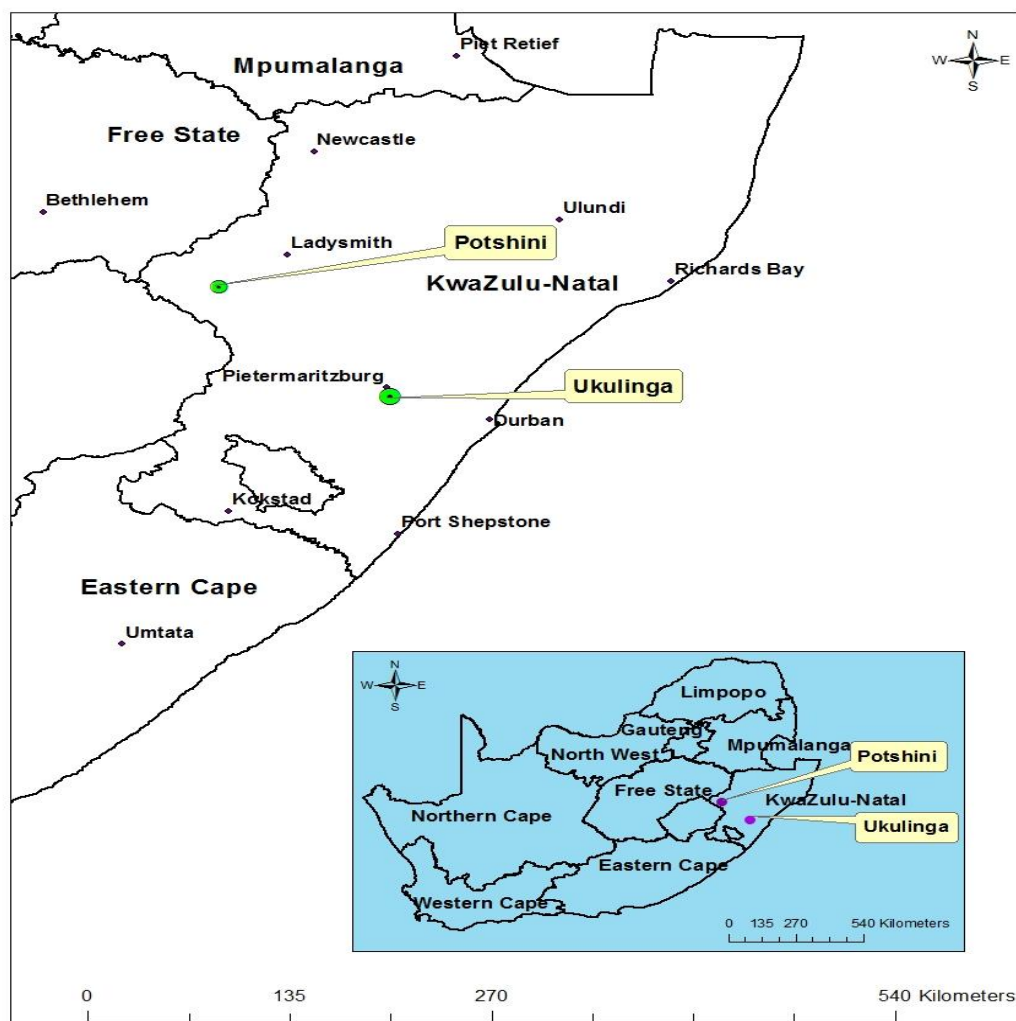 Piet Retief
N
Mpumalanga
W E
S
Free State
Newcastle
Bethlehem
Ulundi
Ladysmith
Potshini
Richards Bay
KwaZulu-Natal
Pietermaritzburg
Ukulinga
Durban
Kokstad
Port Shepstone
Eastern Cape
Umtata
N
W E
S
Limpopo
Gauteng
North West
Mpumalanga
Potshini
Free State
KwaZulu-Natal
Northern Cape
Ukulinga
Eastern Cape
Western Cape
0 135 270 540 Kilometers
0 135 270 540 Kilometers